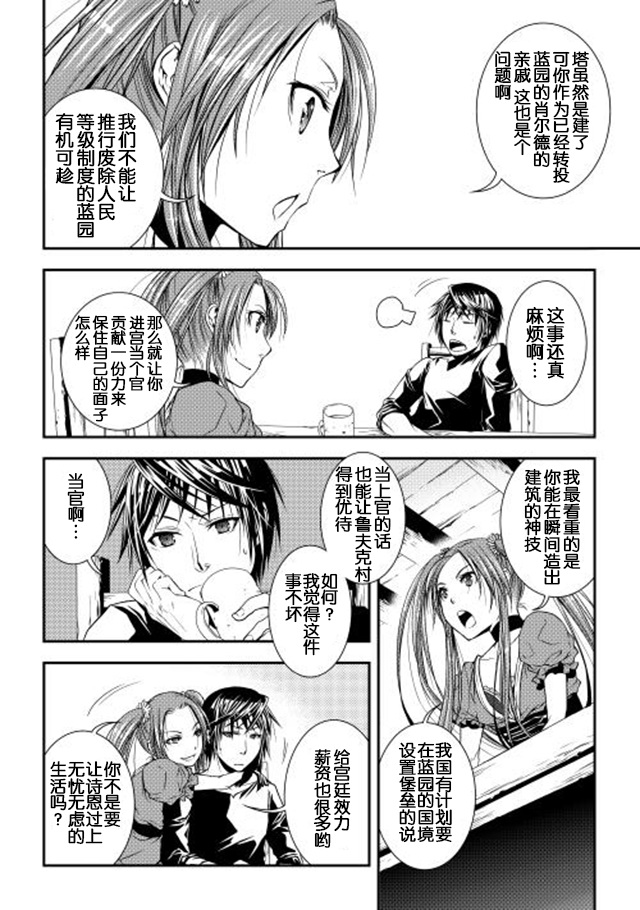 塔虽然是建了
可你作为已经转投
蓝园的肖尔德的
亲戚 这也是个
问题啊
我们不能让
推行废除人民
等级制度的蓝园
有机可趁
这事还真
麻烦啊…
那么就让你
进宫当个官
贡献一份力来
保住自己的面子
怎么样
我最看重的是
你能在瞬间造出
建筑的神技
当上官的话
也能让鲁夫克村
得到优待
如何？
我觉得这件
事不坏
当官啊…
我国有计划要
在蓝园的国境
设置堡垒的说
给宫廷效力
薪资也很多哟
你不是要
让诗恩过上
无忧无虑的
生活吗？